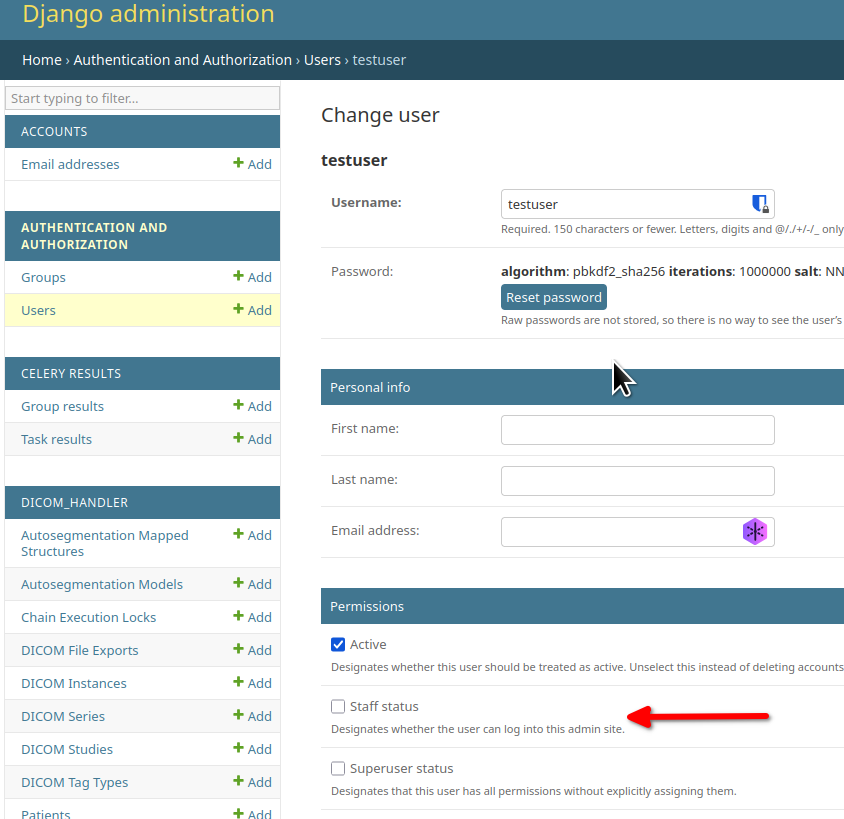 Django administration
Home › Authentication and Authorization › Users › testuser
Start typing to filter...
ACCOUNTS
Email addresses + Add
AUTHENTICATION AND
AUTHORIZATION
Groups + Add
Users + Add
CELERY RESULTS
Group results + Add
Task results + Add
DICOM_HANDLER
Autosegmentation Mapped
Structures + Add
Autosegmentation Models + Add
Chain Execution Locks + Add
DICOM File Exports + Add
DICOM Instances + Add
DICOM Series + Add
DICOM Studies + Add
DICOM Tag Types + Add
Patients + Add
Change user
testuser
Username: testuser
Required. 150 characters or fewer. Letters, digits and @/./+/-/_ only
Password: algorithm: pbkdf2_sha256 iterations: 1000000 salt: NN
Reset password
Raw passwords are not stored, so there is no way to see the user's
Personal info
First name:
Last name:
Email address:
Permissions
Active
Designates whether this user should be treated as active. Unselect this instead of deleting accounts
Staff status
Designates whether the user can log into this admin site.
Superuser status
Designates that this user has all permissions without explicitly assigning them.